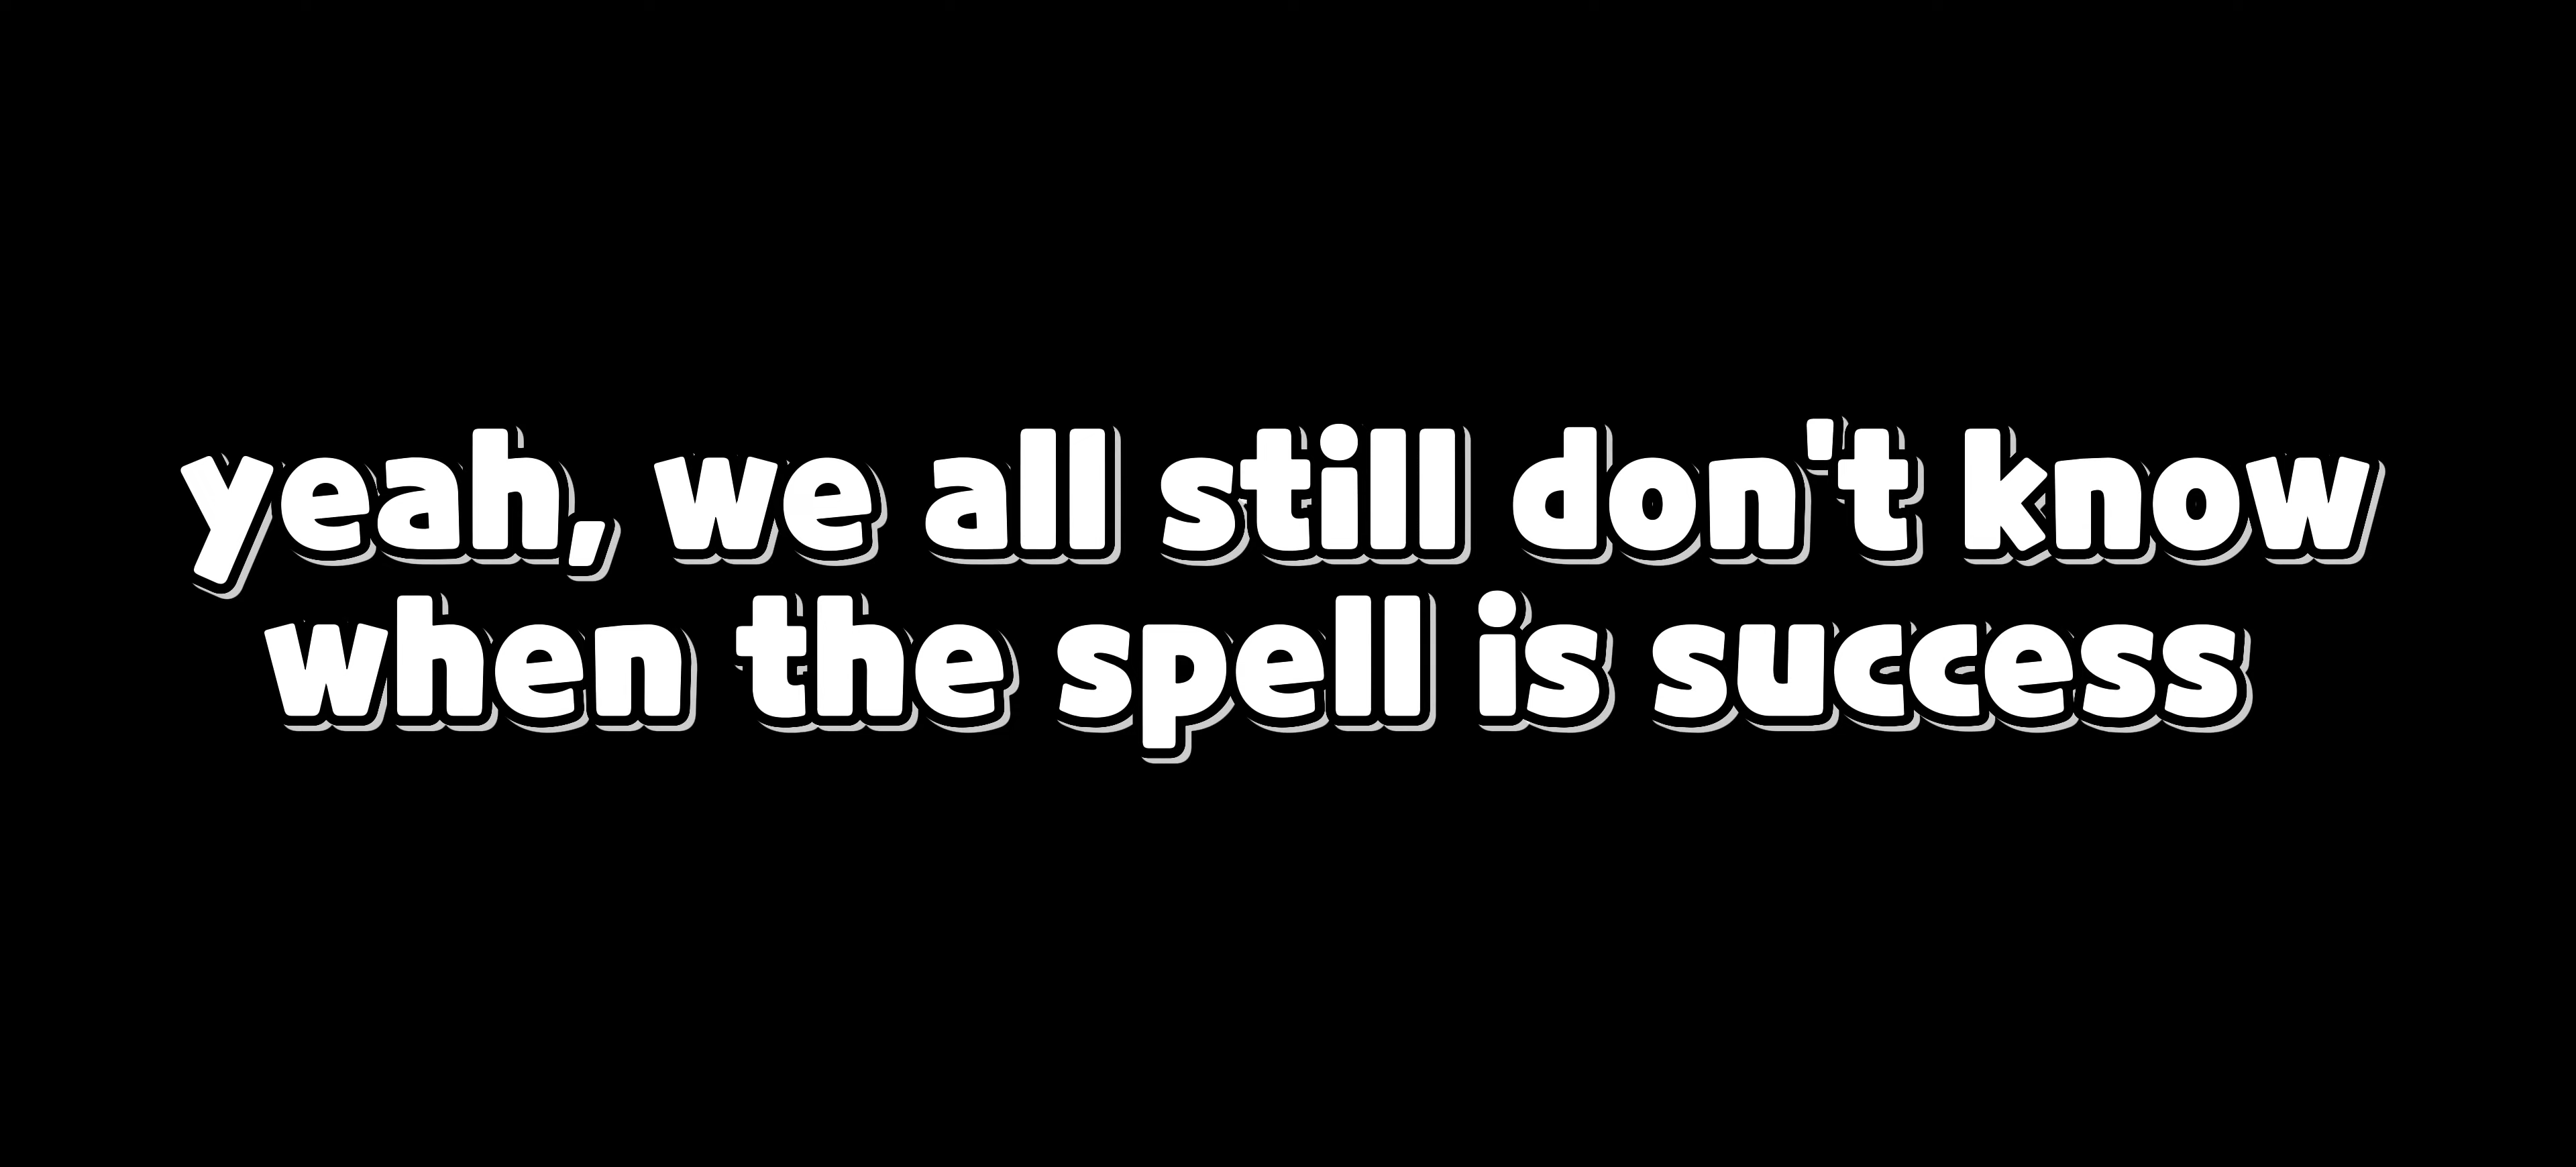 yeah, we all still don't know
when the spell is success